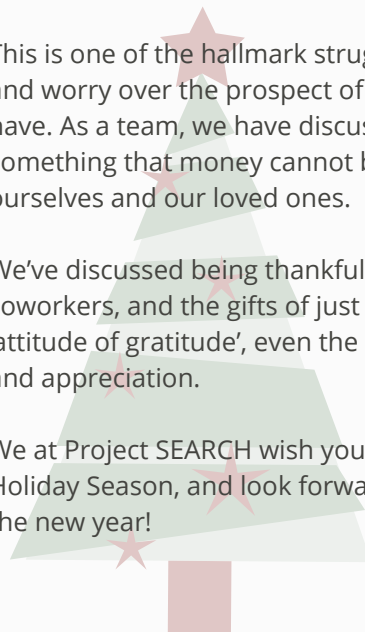 This is one of the hallmark strug
and worry over the prospect of
have. As a team, we have discus
something that money cannot b
ourselves and our loved ones.
We've discussed being thankful
coworkers, and the gifts of just
'attitude of gratitude', even the
and appreciation.
We at Project SEARCH wish you
Holiday Season, and look forwa
the new year!